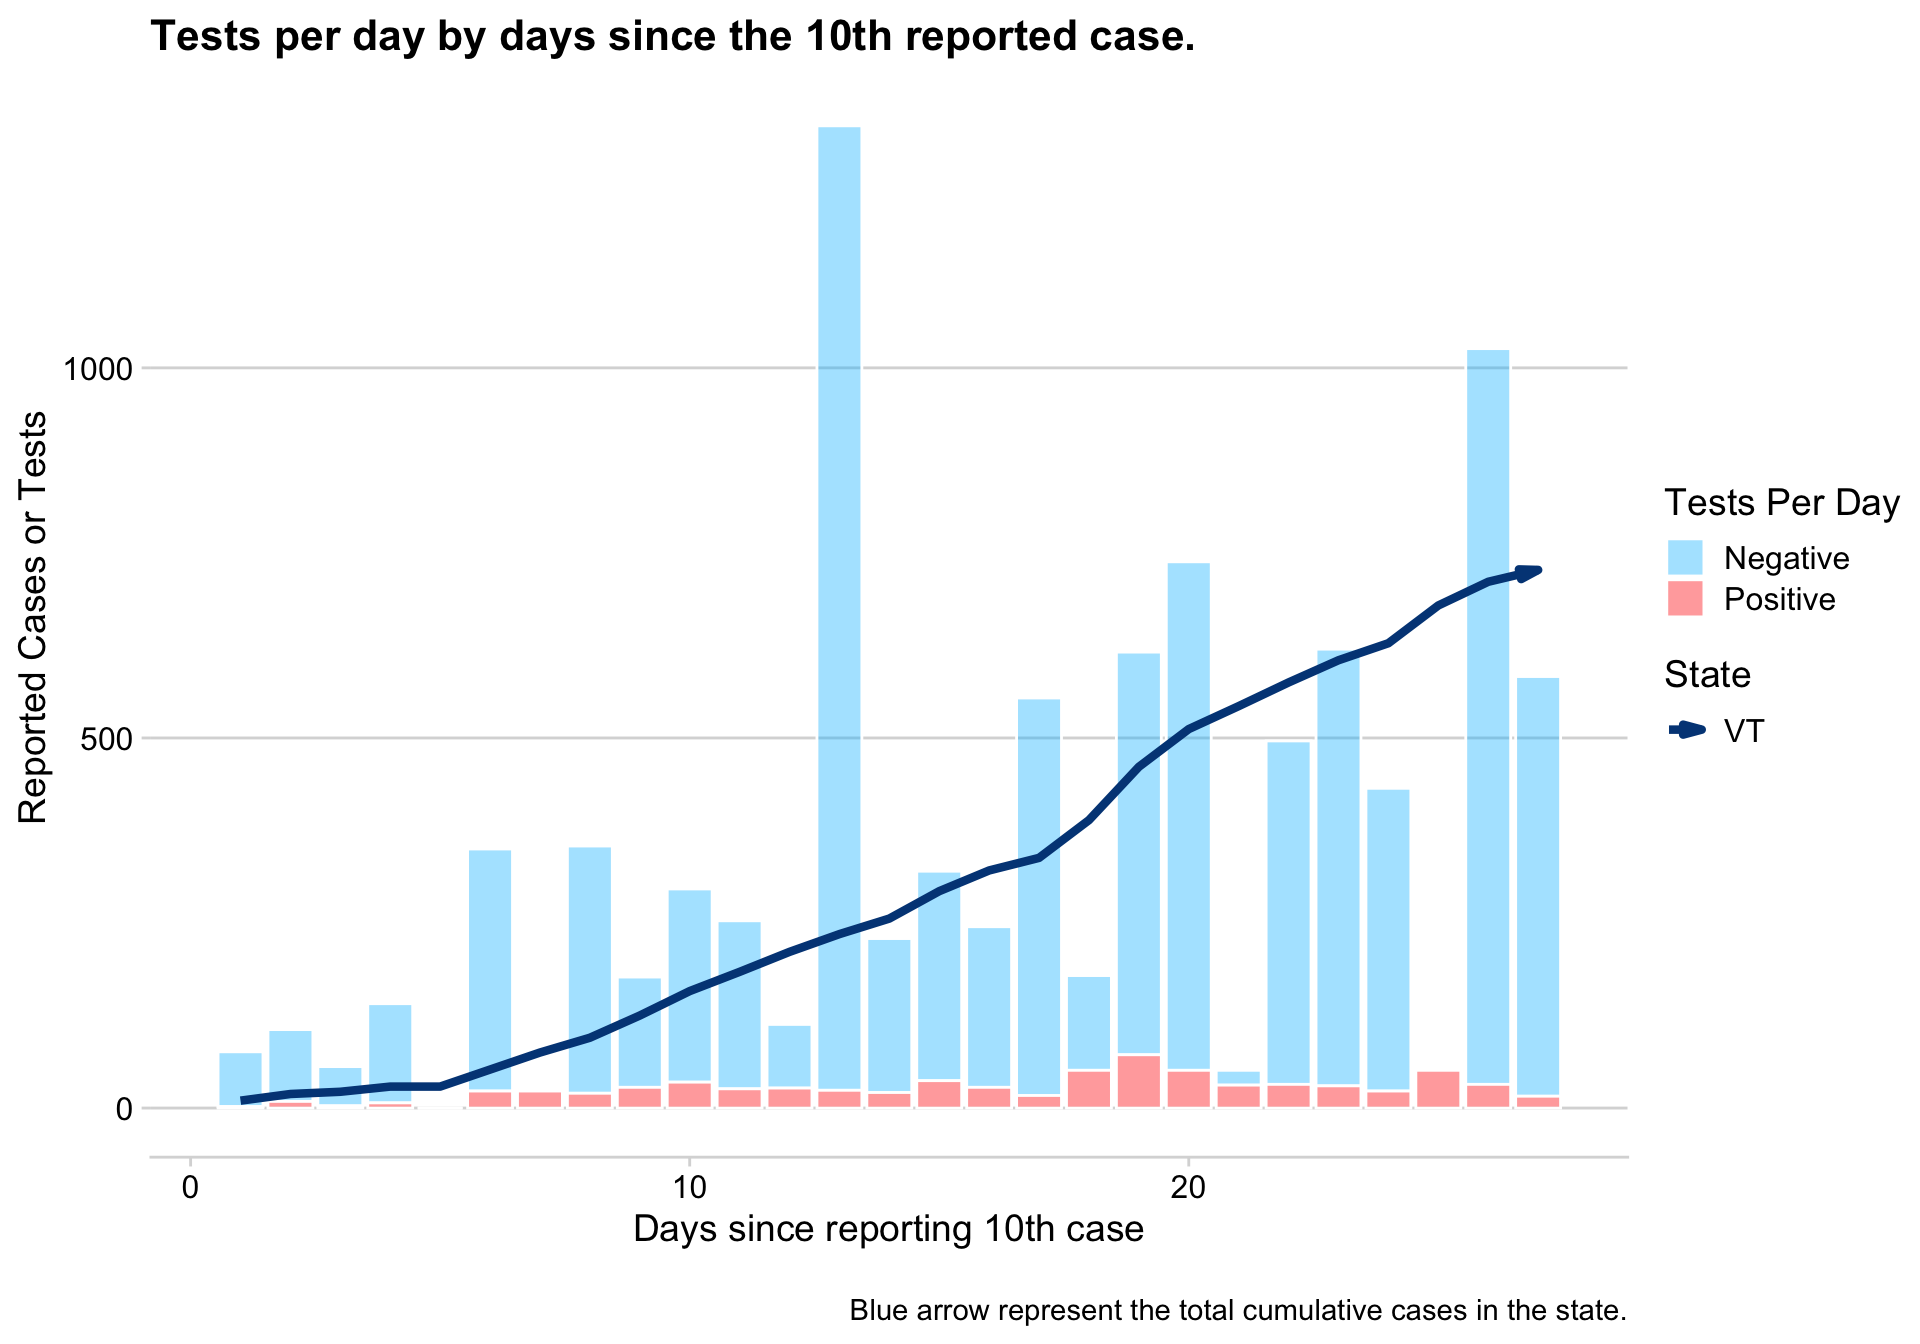 Tests per day by days since the 10th reported case.
Reported Cases or Tests
1000
500
0
0
10
20
Days since reporting 10th case
Tests Per Day
Negative
Positive
State
VT
Blue arrow represent the total cumulative cases in the state.